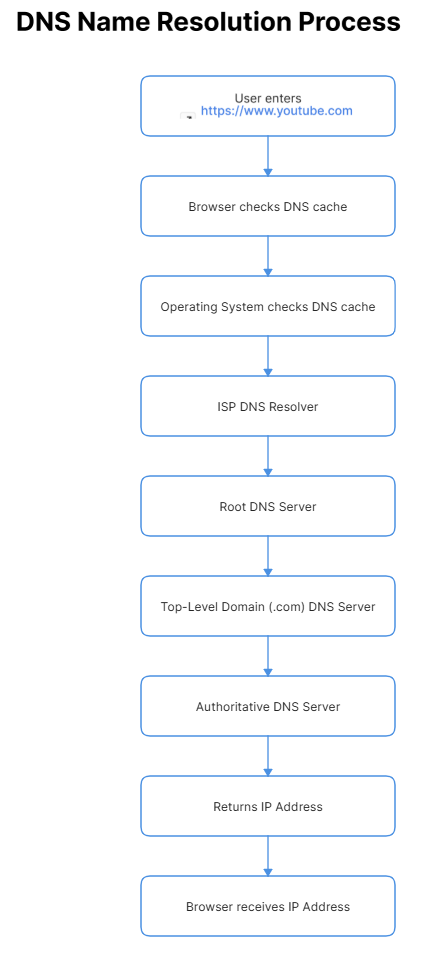 DNS Name Resolution Process
User enters
https://www.youtube.com
Browser checks DNS cache
Operating System checks DNS cache
ISP DNS Resolver
Root DNS Server
Top-Level Domain (.com) DNS Server
Authoritative DNS Server
Returns IP Address
Browser receives IP Address